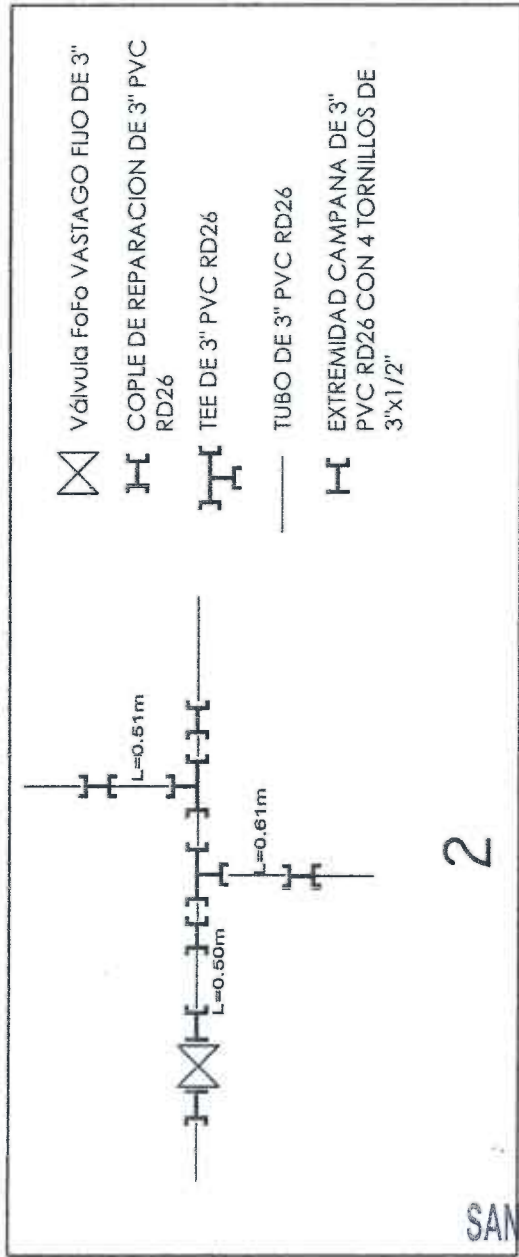 Válvula FoFo VASTAGO FIJO DE 3"
COPLE DE REPARACION DE 3" PVC
RD26
TEE DE 3" PVC RD26
TUBO DE 3" PVC RD26
EXTREMIDAD CAMPANA DE 3"
PVC RD26 CON 4 TORNILLOS DE
3"x1/2"
L=0.51m
L=0.50m
L=0.61m
2
SAN